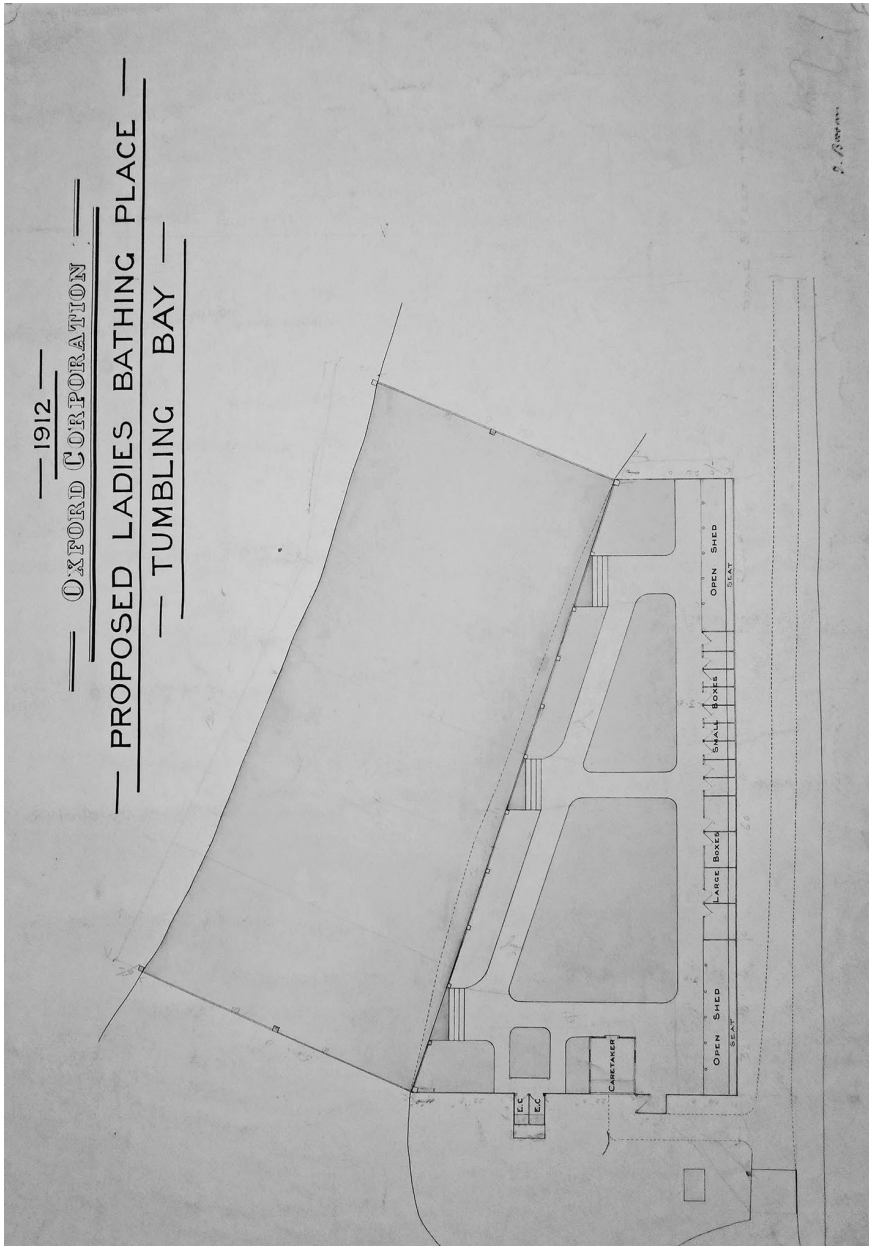 1912
OXFORD CORPORATION
PROPOSED LADIES BATHING PLACE
TUMBLING BAY
OPEN SHED
SEAT
SMALL BOXES
LARGE BOXES
OPEN SHED
SEAT
CARETAKER
E.C
E.C
60